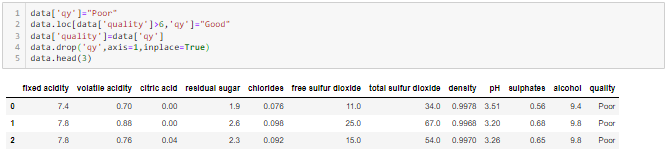 1 data['qy']="Poor"
2 data.loc[data['quality']>6,'qy']="Good"
3 data['quality']=data['qy']
4 data.drop('qy',axis=1,inplace=True)
5 data.head(3)
fixed acidity volatile acidity citric acid residual sugar chlorides free sulfur dioxide total sulfur dioxide density pH sulphates alcohol quality
0 7.4 0.70 0.00 1.9 0.076 11.0 34.0 0.9978 3.51 0.56 9.4 Poor
1 7.8 0.88 0.00 2.6 0.098 25.0 67.0 0.9968 3.20 0.68 9.8 Poor
2 7.8 0.76 0.04 2.3 0.092 15.0 54.0 0.9970 3.26 0.65 9.8 Poor